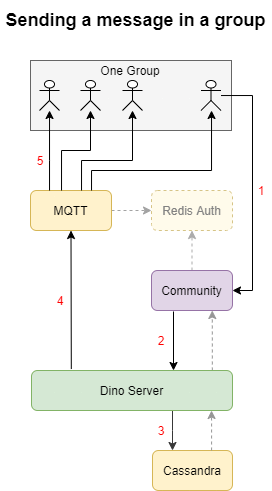 Sending a message in a group
One Group
5
1
MQTT
Redis Auth
Community
4
2
Dino Server
3
Cassandra